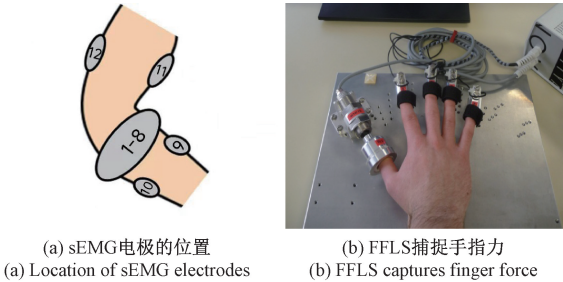 12
11
1-8
9
10
(a) sEMG电极的位置
(a) Location of sEMG electrodes
(b) FFLS捕捉手指力
(b) FFLS captures finger force